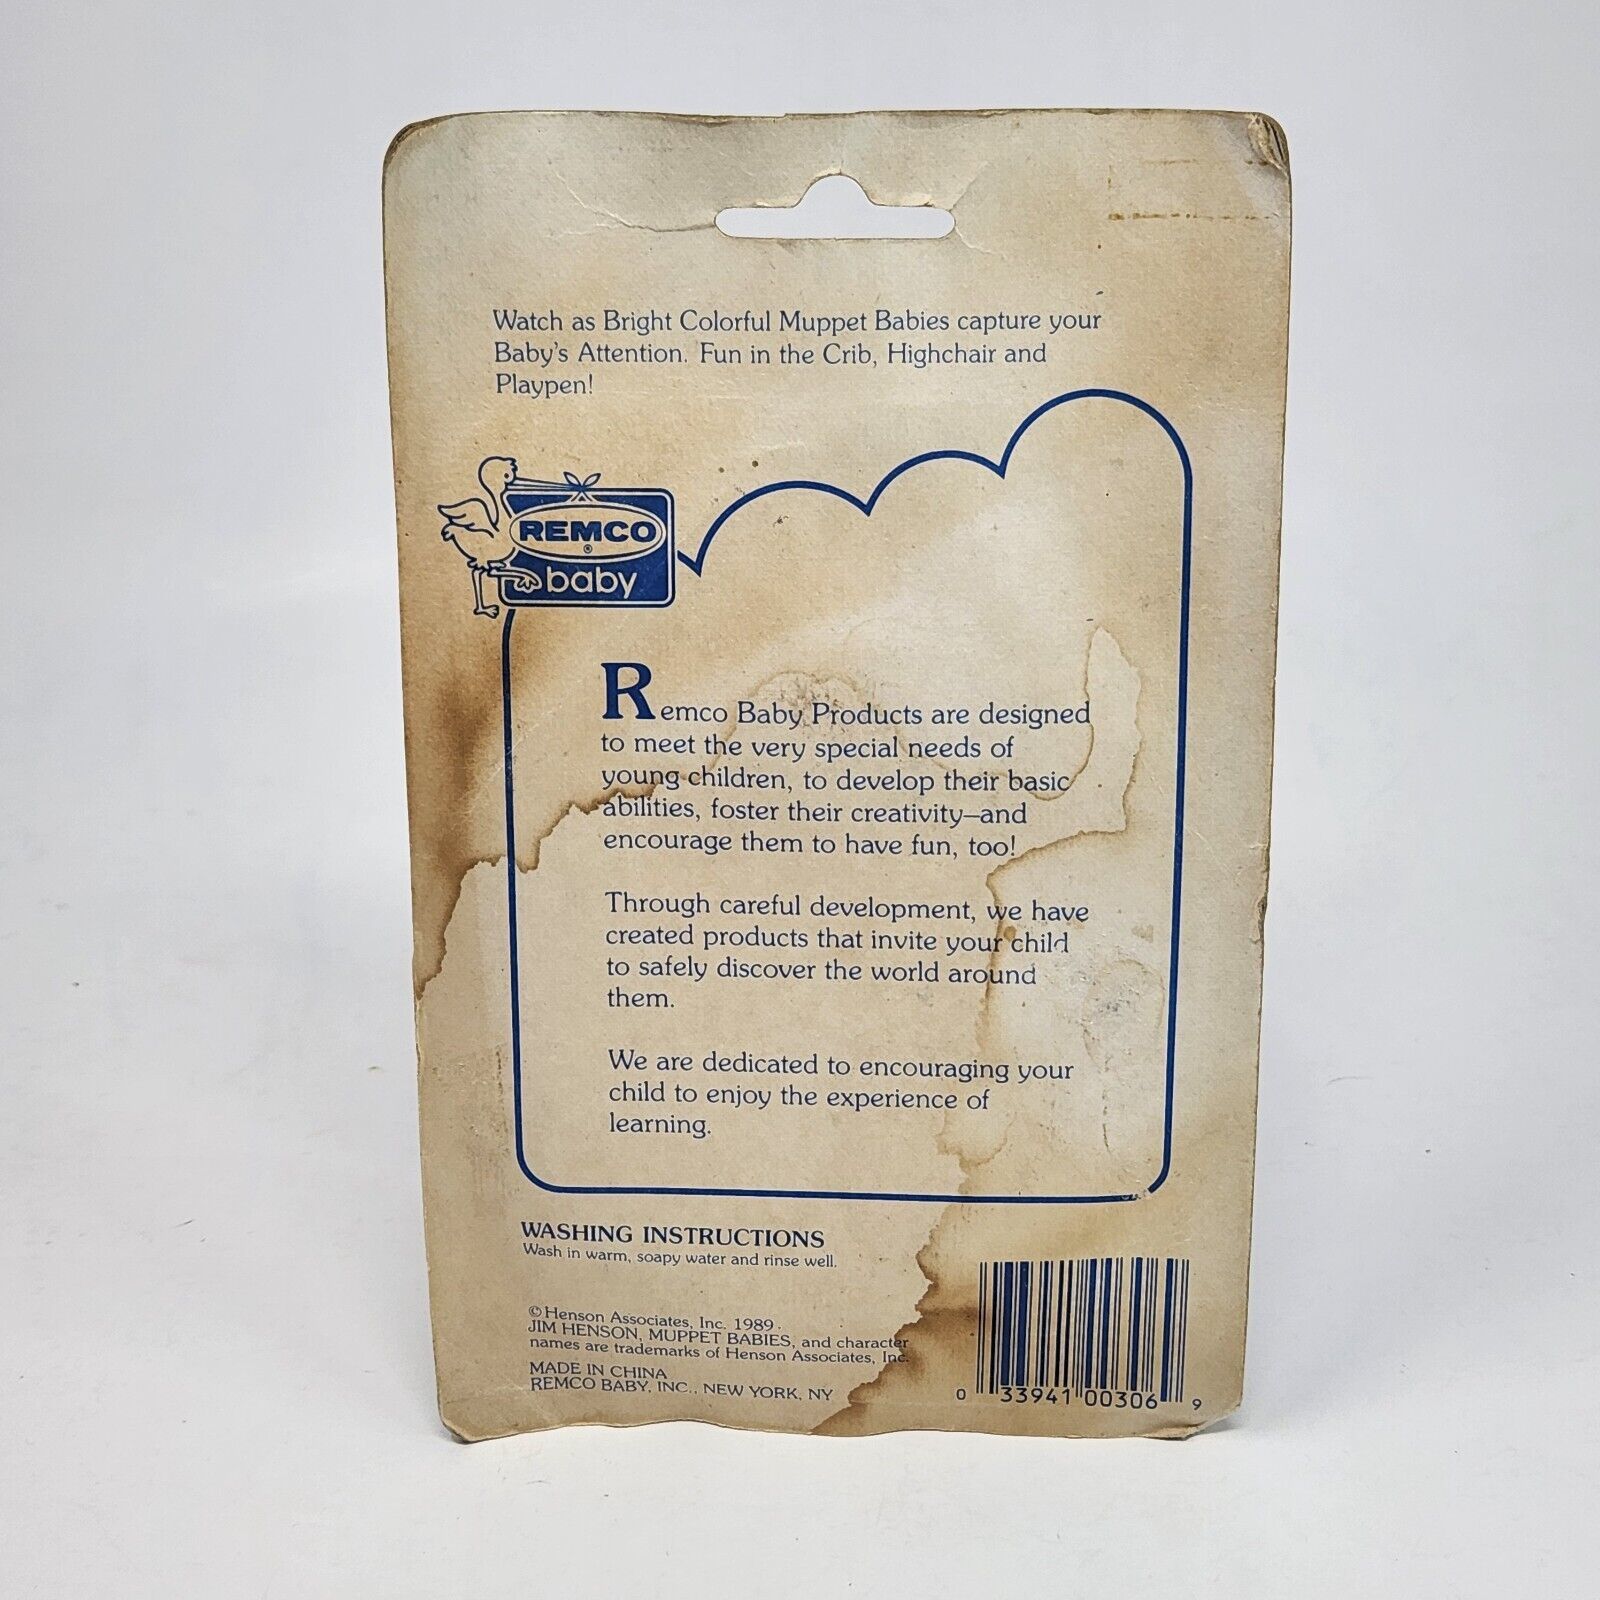 Watch as Bright Colorful Muppet Babies capture your
Baby's Attention. Fun in the Crib, Highchair and
Playpen!
REMCO
®
baby
Remco Baby Products are designed
to meet the very special needs of
young children, to develop their basic
abilities, foster their creativity—and
encourage them to have fun, too!
Through careful development, we have
created products that invite your child
to safely discover the world around
them.
We are dedicated to encouraging your
child to enjoy the experience of
learning.
WASHING INSTRUCTIONS
Wash in warm, soapy water and rinse well.
© Henson Associates, Inc. 1989.
JIM HENSON, MUPPET BABIES, and character
names are trademarks of Henson Associates, Inc.
MADE IN CHINA
REMCO BABY, INC., NEW YORK, NY
0 33941 00306 9